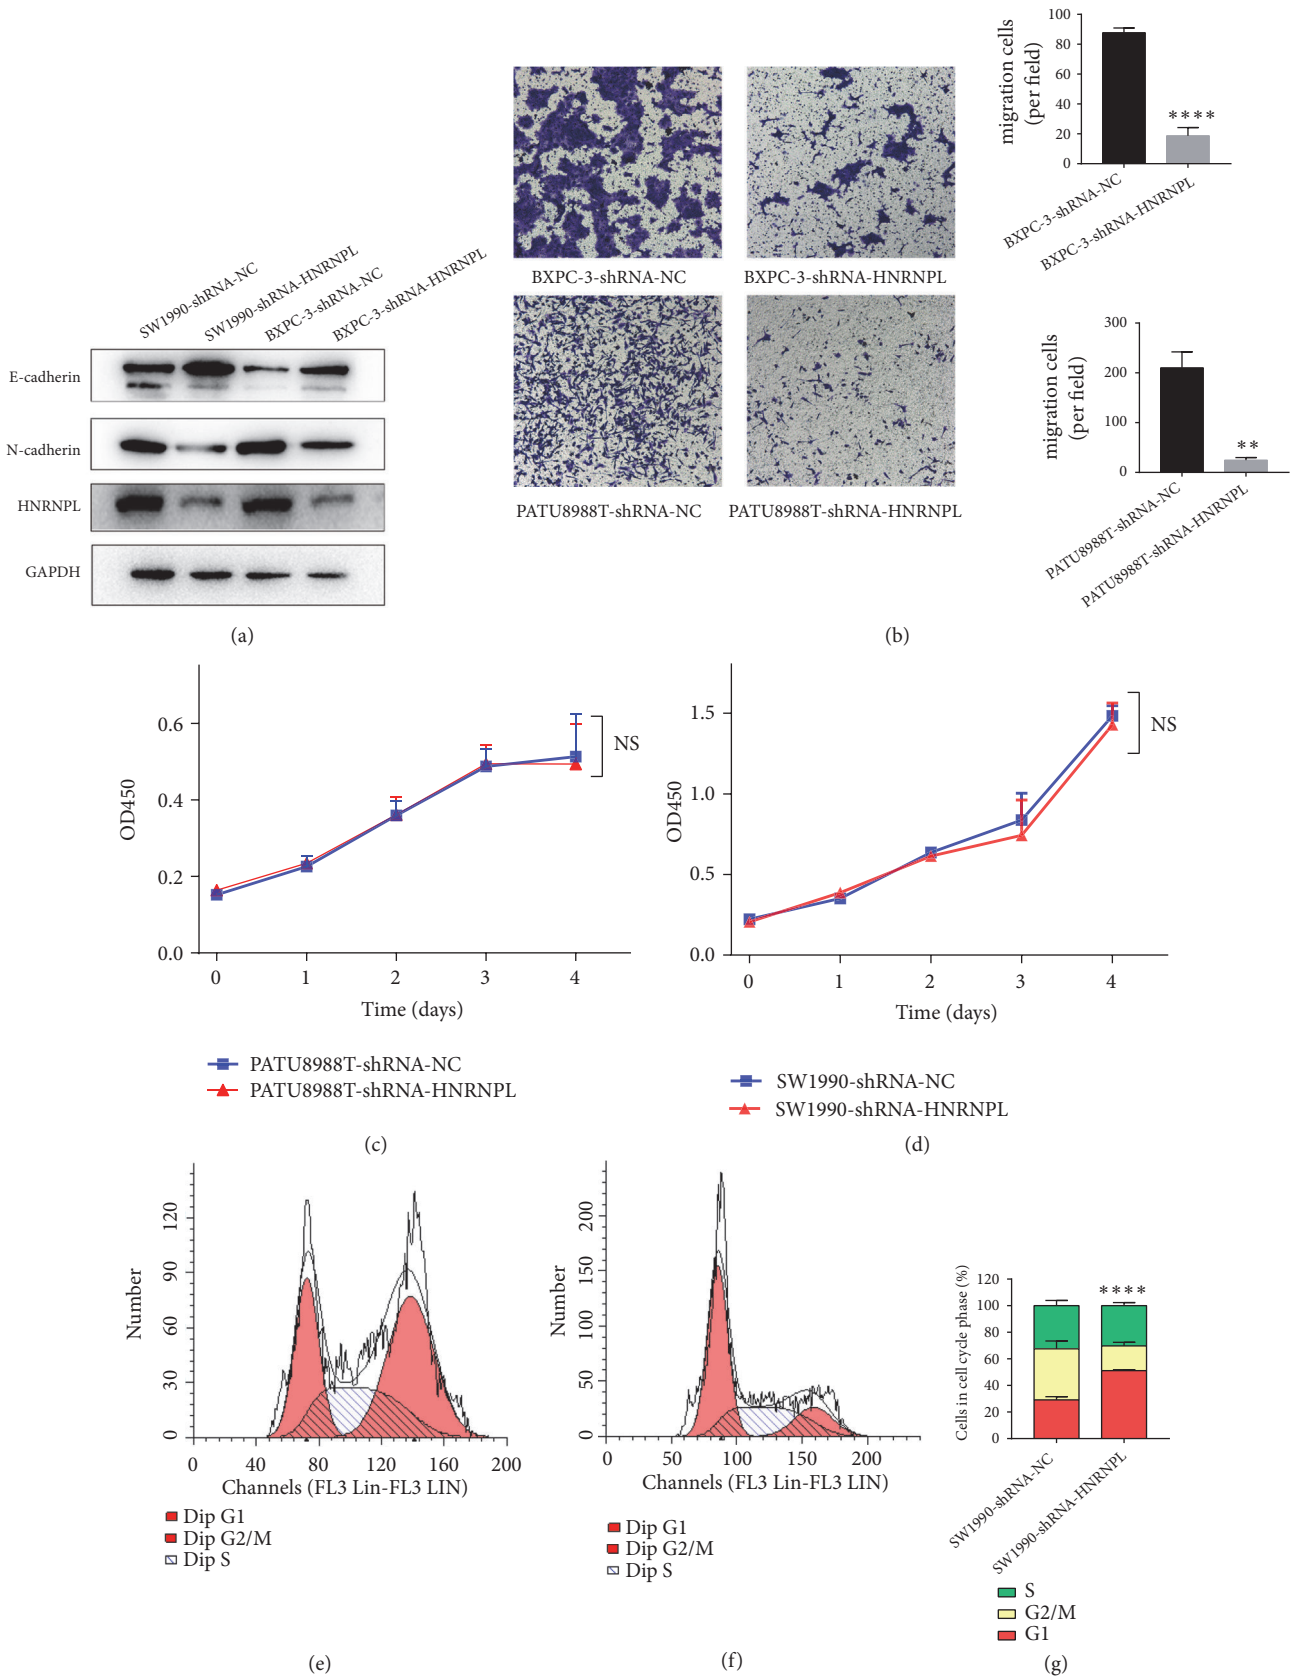 SW1990-shRNA-NC
SW1990-shRNA-HNRNPL
BXPC-3-shRNA-NC
BXPC-3-shRNA-HNRNPL
E-cadherin
N-cadherin
HNRNPL
GAPDH
(a)
BXPC-3-shRNA-NC
BXPC-3-shRNA-HNRNPL
PATU8988T-shRNA-NC
PATU8988T-shRNA-HNRNPL
migration cells
(per field)
100
80
60
40
20
0
****
BXPC-3-shRNA-NC
BXPC-3-shRNA-HNRNPL
migration cells
(per field)
300
200
100
0
**
PATU8988T-shRNA-NC
PATU8988T-shRNA-HNRNPL
(b)
OD450
0.6
0.4
0.2
0.0
NS
0 1 2 3 4
Time (days)
PATU8988T-shRNA-NC
PATU8988T-shRNA-HNRNPL
(c)
OD450
1.5
1.0
0.5
0.0
NS
0 1 2 3 4
Time (days)
SW1990-shRNA-NC
SW1990-shRNA-HNRNPL
(d)
Number
120
90
60
30
0
0 40 80 120 160 200
Channels (FL3 Lin-FL3 LIN)
Dip G1
Dip G2/M
Dip S
(e)
Number
200
150
100
50
0
0 50 100 150 200
Channels (FL3 Lin-FL3 LIN)
Dip G1
Dip G2/M
Dip S
(f)
Cells in cell cycle phase (%)
120
100
80
60
40
20
0
****
SW1990-shRNA-NC
SW1990-shRNA-HNRNPL
S
G2/M
G1
(g)